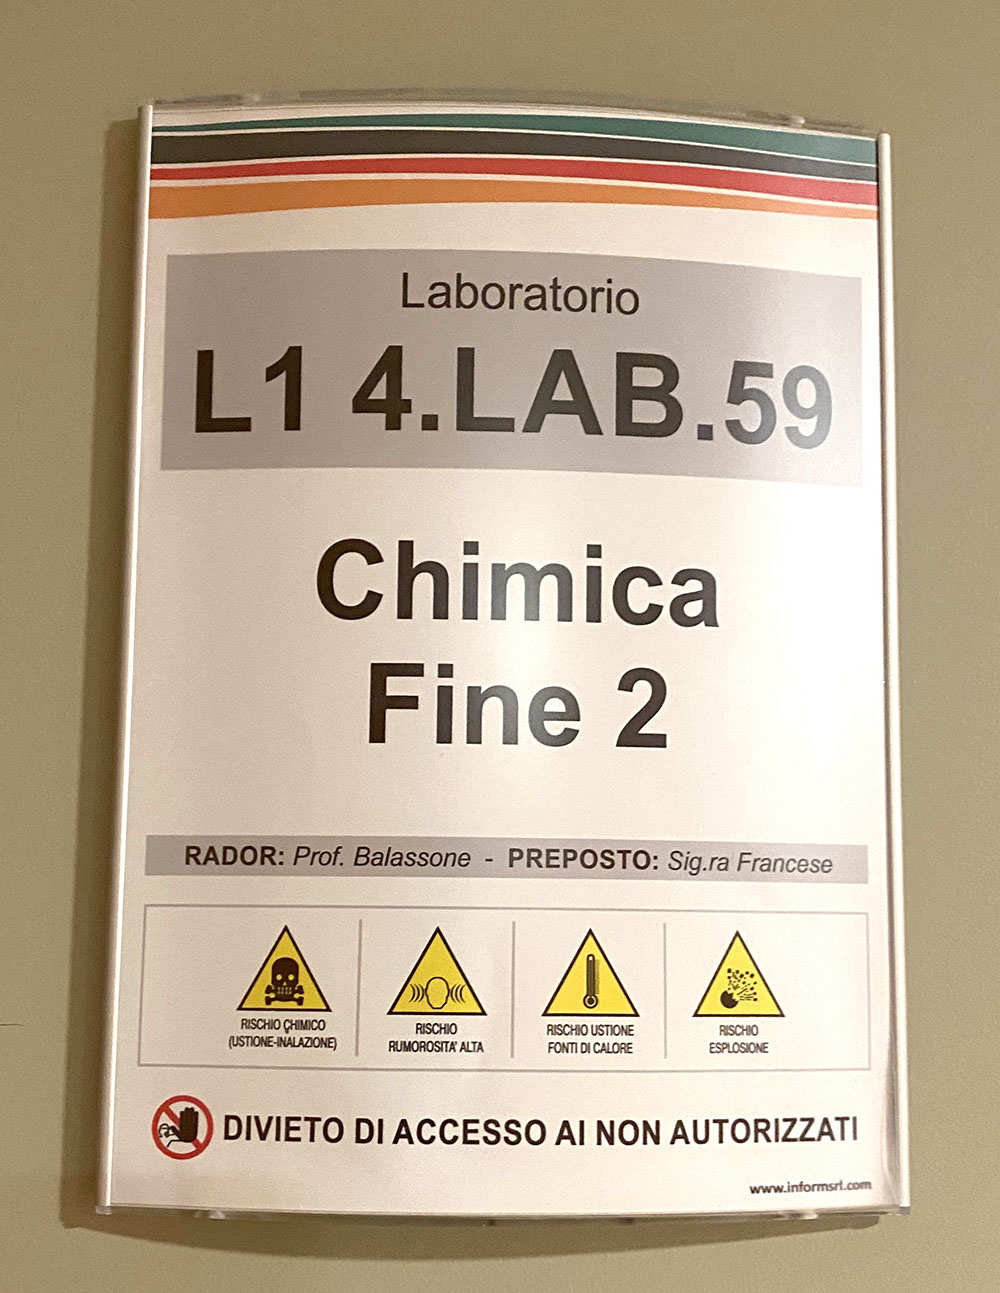 Laboratorio
L1 4.LAB.59
Chimica
Fine 2
RADOR: Prof. Balassone - PREPOSTO: Sig.ra Francese
RISCHIO CHIMICO
(USTIONE-INALAZIONE)
RISCHIO
RUMOROSITA' ALTA
RISCHIO USTIONE
FONTI DI CALORE
RISCHIO
ESPLOSIONE
DIVIETO DI ACCESSO AI NON AUTORIZZATI
www.informsrl.com